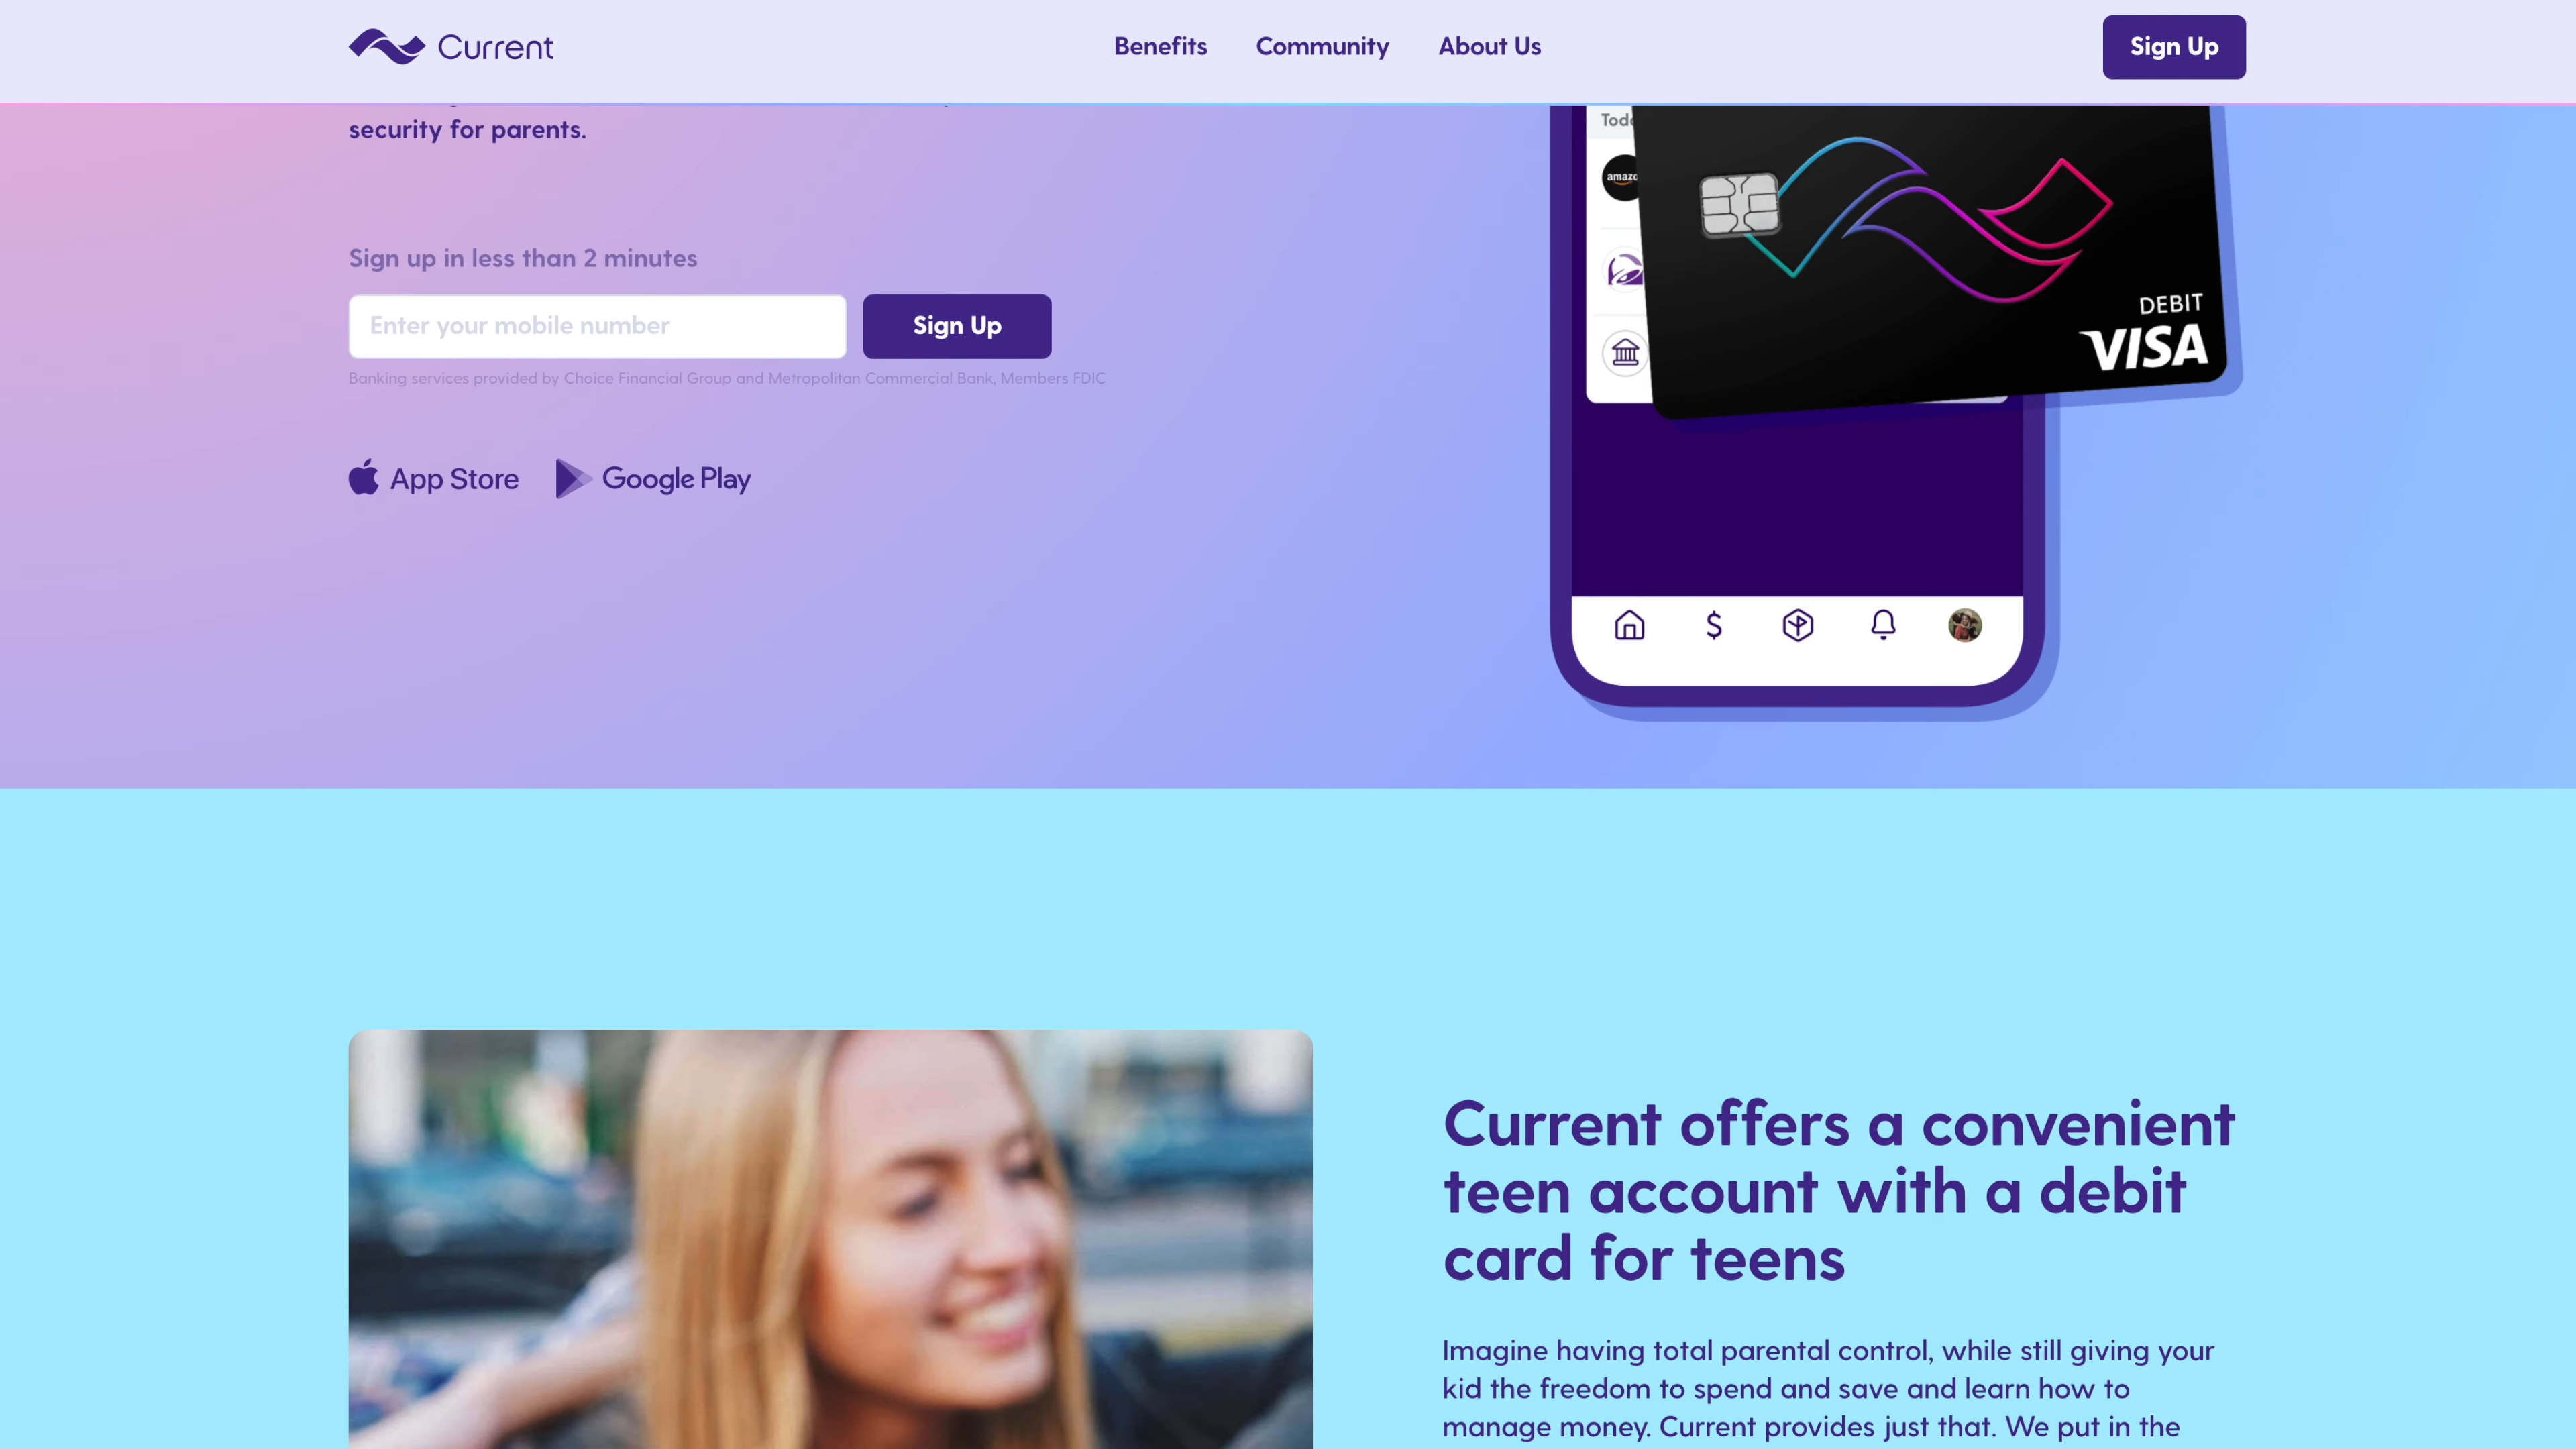 Current
Benefits
Community
About Us
Sign Up
security for parents.
Sign up in less than 2 minutes
Enter your mobile number
Sign Up
Banking services provided by Choice Financial Group and Metropolitan Commercial Bank, Members FDIC
App Store
Google Play
DEBIT
VISA
Current offers a convenient
teen account with a debit
card for teens
Imagine having total parental control, while still giving your
kid the freedom to spend and save and learn how to
manage money. Current provides just that. We put in the